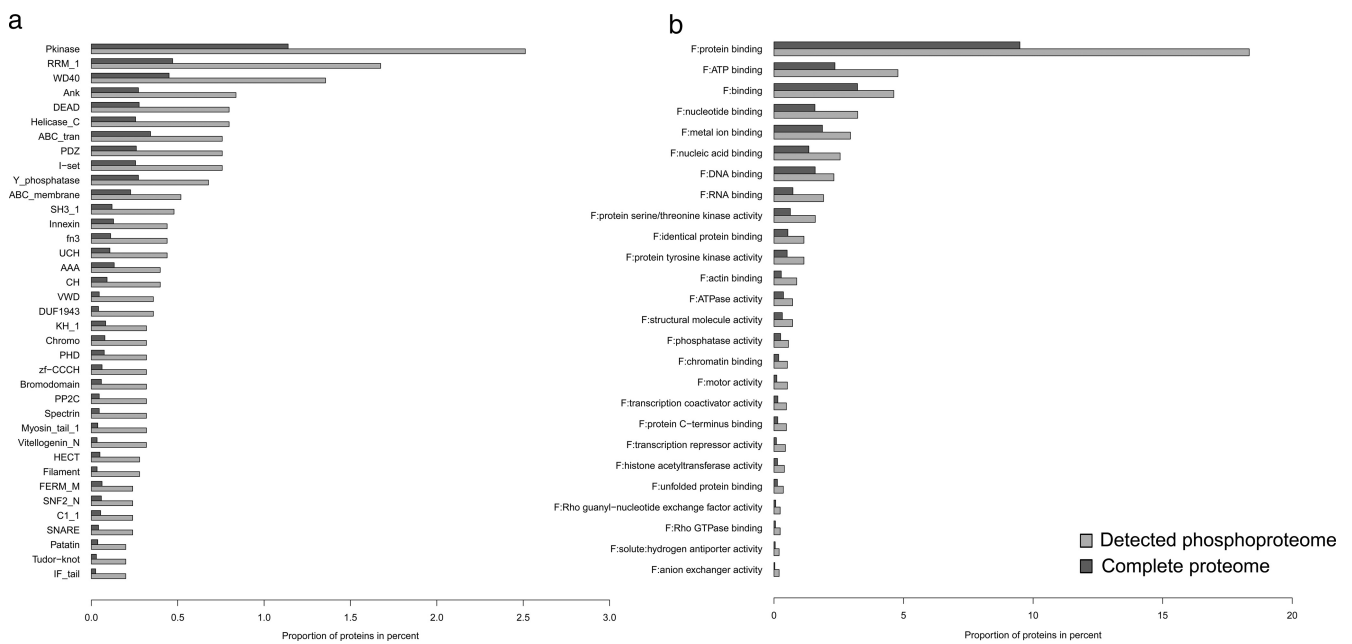 a
Pkinase
RRM_1
WD40
Ank
DEAD
Helicase_C
ABC_tran
PDZ
I−set
Y_phosphatase
ABC_membrane
SH3_1
Innexin
fn3
UCH
AAA
CH
VWD
DUF1943
KH_1
Chromo
PHD
zf−CCCH
Bromodomain
PP2C
Spectrin
Myosin_tail_1
Vitellogenin_N
HECT
Filament
FERM_M
SNF2_N
C1_1
SNARE
Patatin
Tudor−knot
IF_tail
0.0 0.5 1.0 1.5 2.0 2.5 3.0
Proportion of proteins in percent
b
F:protein binding
F:ATP binding
F:binding
F:nucleotide binding
F:metal ion binding
F:nucleic acid binding
F:DNA binding
F:RNA binding
F:protein serine/threonine kinase activity
F:identical protein binding
F:protein tyrosine kinase activity
F:actin binding
F:ATPase activity
F:structural molecule activity
F:phosphatase activity
F:chromatin binding
F:motor activity
F:transcription coactivator activity
F:protein C−terminus binding
F:transcription repressor activity
F:histone acetyltransferase activity
F:unfolded protein binding
F:Rho guanyl−nucleotide exchange factor activity
F:Rho GTPase binding
F:solute:hydrogen antiporter activity
F:anion exchanger activity
Detected phosphoproteome
Complete proteome
0 5 10 15 20
Proportion of proteins in percent